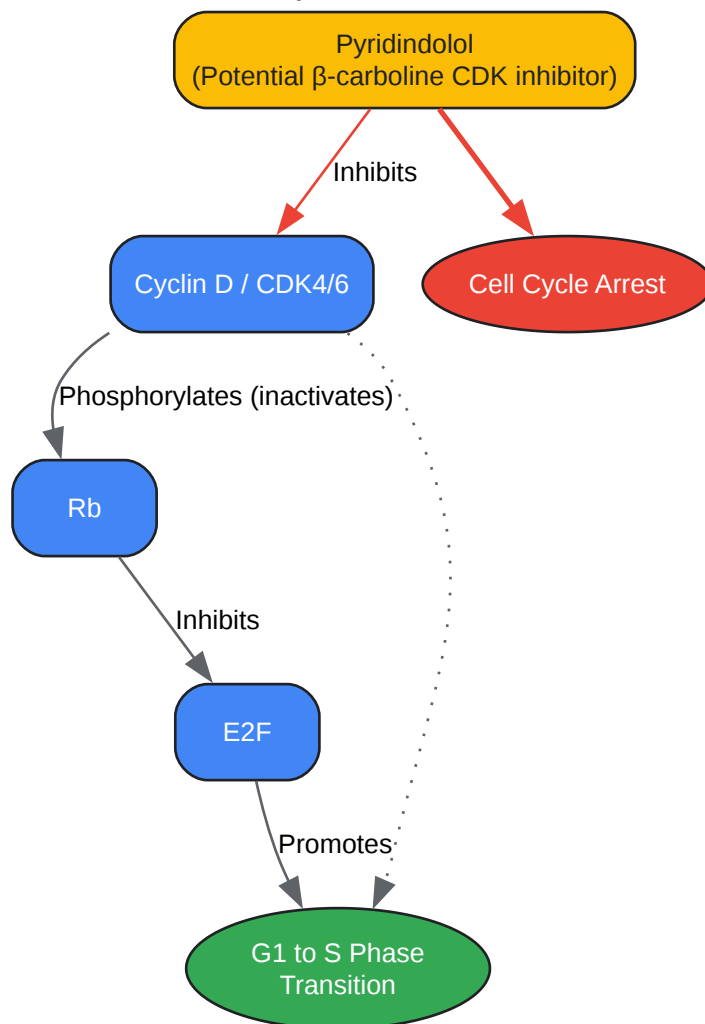 Pyridindolol
(Potential β-carboline CDK inhibitor)
Inhibits
Cyclin D / CDK4/6
Cell Cycle Arrest
Phosphorylates (inactivates)
Rb
Inhibits
E2F
Promotes
G1 to S Phase
Transition